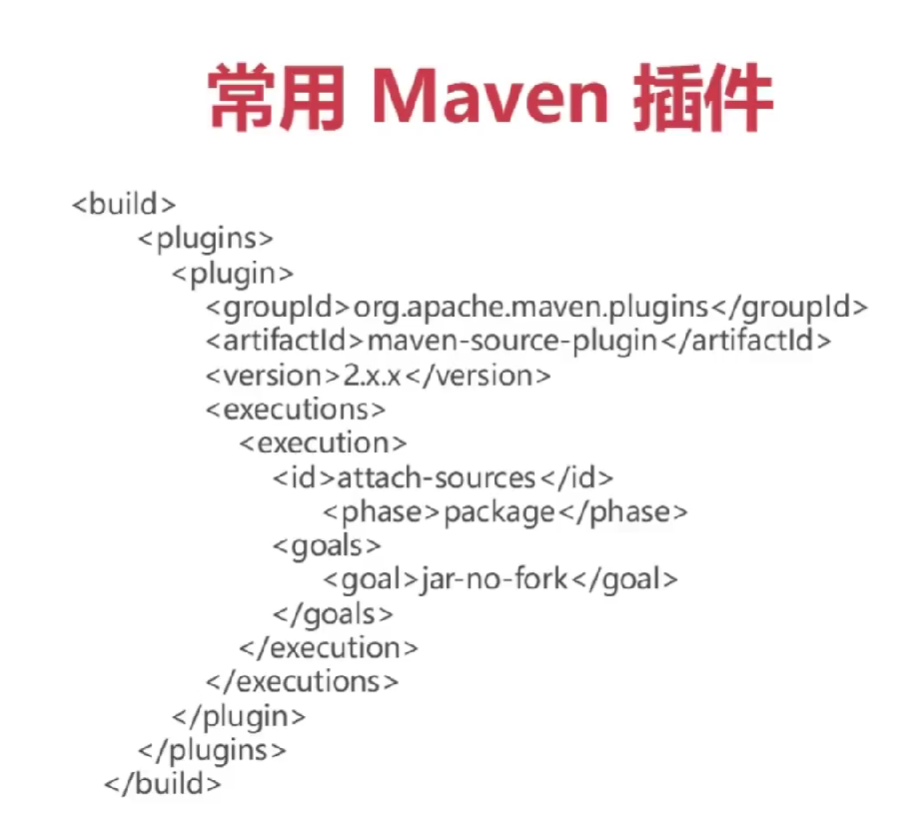 常用 Maven 插件
<build>
<plugins>
<plugin>
<groupId>org.apache.maven.plugins</groupId>
<artifactId>maven-source-plugin</artifactId>
<version>2.x.x</version>
<executions>
<execution>
<id>attach-sources</id>
<phase>package</phase>
<goals>
<goal>jar-no-fork</goal>
</goals>
</execution>
</executions>
</plugin>
</plugins>
</build>